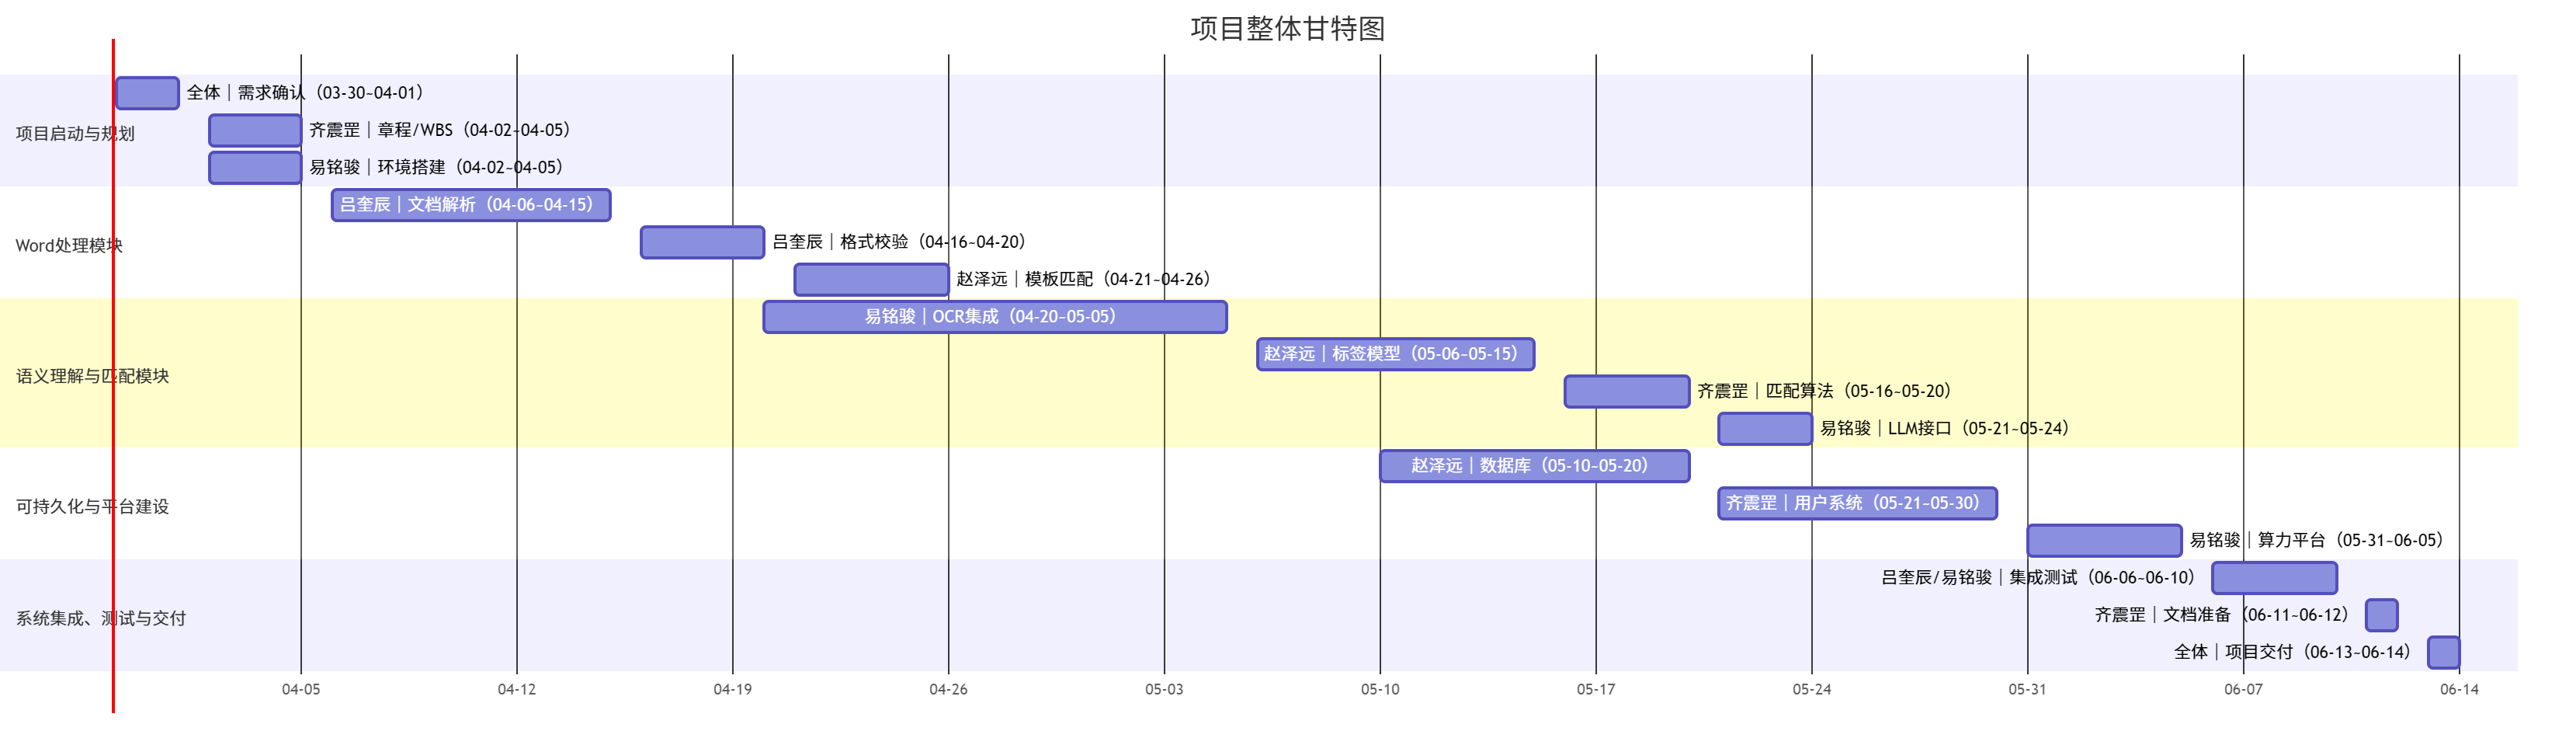 项目整体甘特图
项目启动与规划
全体｜需求确认（03-30~04-01）
齐震罡｜章程/WBS（04-02~04-05）
易铭骏｜环境搭建（04-02~04-05）
Word处理模块
吕奎辰｜文档解析（04-06~04-15）
吕奎辰｜格式校验（04-16~04-20）
赵泽远｜模板匹配（04-21~04-26）
语义理解与匹配模块
易铭骏｜OCR集成（04-20~05-05）
赵泽远｜标签模型（05-06~05-15）
齐震罡｜匹配算法（05-16~05-20）
易铭骏｜LLM接口（05-21~05-24）
可持久化与平台建设
赵泽远｜数据库（05-10~05-20）
齐震罡｜用户系统（05-21~05-30）
易铭骏｜算力平台（05-31~06-05）
系统集成、测试与交付
吕奎辰/易铭骏｜集成测试（06-06~06-10）
齐震罡｜文档准备（06-11~06-12）
全体｜项目交付（06-13~06-14）
04-05 04-12 04-19 04-26 05-03 05-10 05-17 05-24 05-31 06-07 06-14